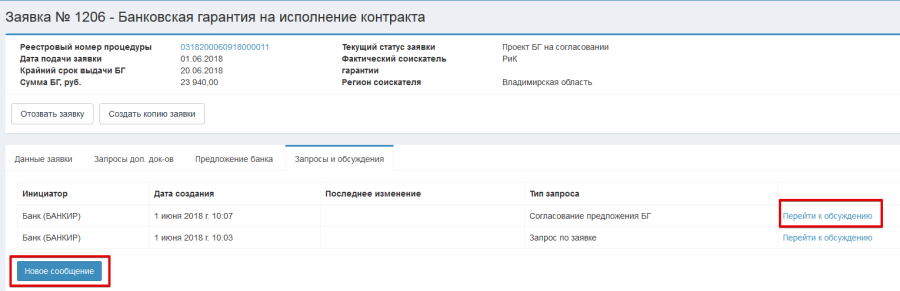 Заявка № 1206 - Банковская гарантия на исполнение контракта
Реестровый номер процедуры 0318200060918000011 Текущий статус заявки Проект БГ на согласовании
Дата подачи заявки 01.06.2018 Фактический соискатель РиК
Крайний срок выдачи БГ 20.06.2018 гарантии
Сумма БГ, руб. 23 940,00 Регион соискателя Владимирская область
Отозвать заявку Создать копию заявки
Данные заявки Запросы доп. док-ов Предложение банка Запросы и обсуждения
Инициатор Дата создания Последнее изменение Тип запроса
Банк (БАНКИР) 1 июня 2018 г. 10:07 Согласование предложения БГ Перейти к обсуждению
Банк (БАНКИР) 1 июня 2018 г. 10:03 Запрос по заявке Перейти к обсуждению
Новое сообщение